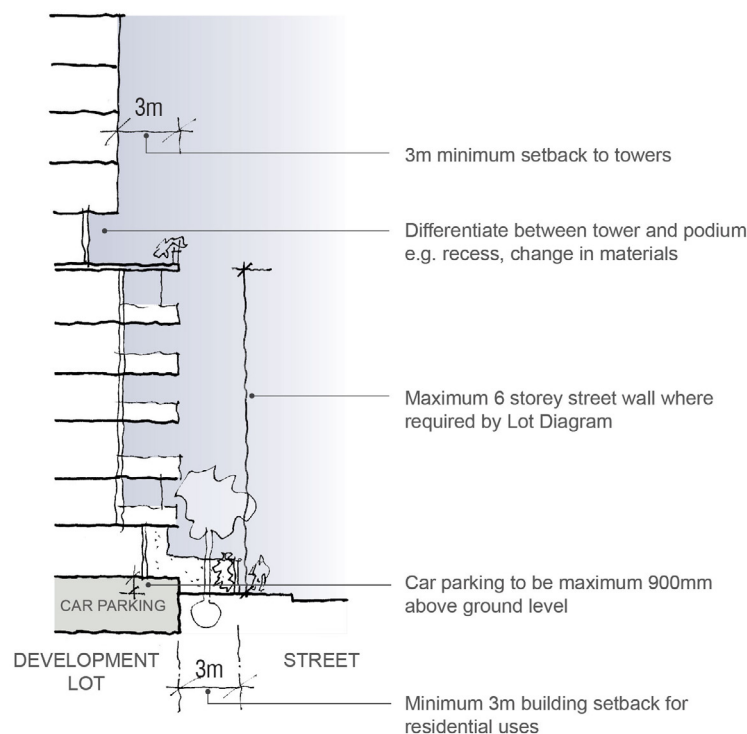 3m
3m minimum setback to towers
Differentiate between tower and podium
e.g. recess, change in materials
Maximum 6 storey street wall where
required by Lot Diagram
Car parking to be maximum 900mm
above ground level
CAR PARKING
DEVELOPMENT
LOT
3m
STREET
Minimum 3m building setback for
residential uses